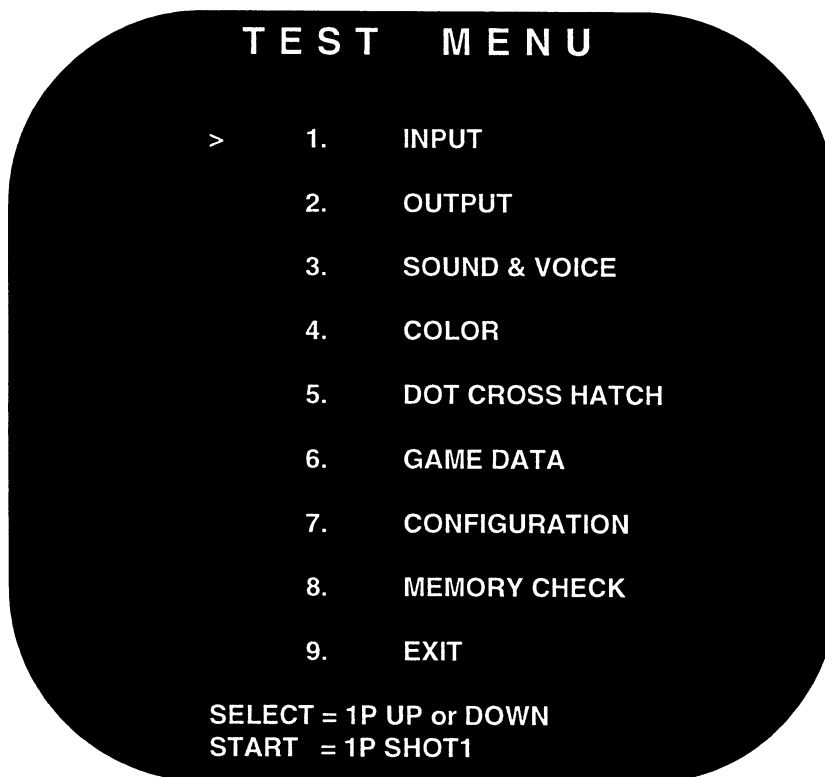 TEST MENU
> 1. INPUT
2. OUTPUT
3. SOUND & VOICE
4. COLOR
5. DOT CROSS HATCH
6. GAME DATA
7. CONFIGURATION
8. MEMORY CHECK
9. EXIT
SELECT = 1P UP or DOWN
START = 1P SHOT1